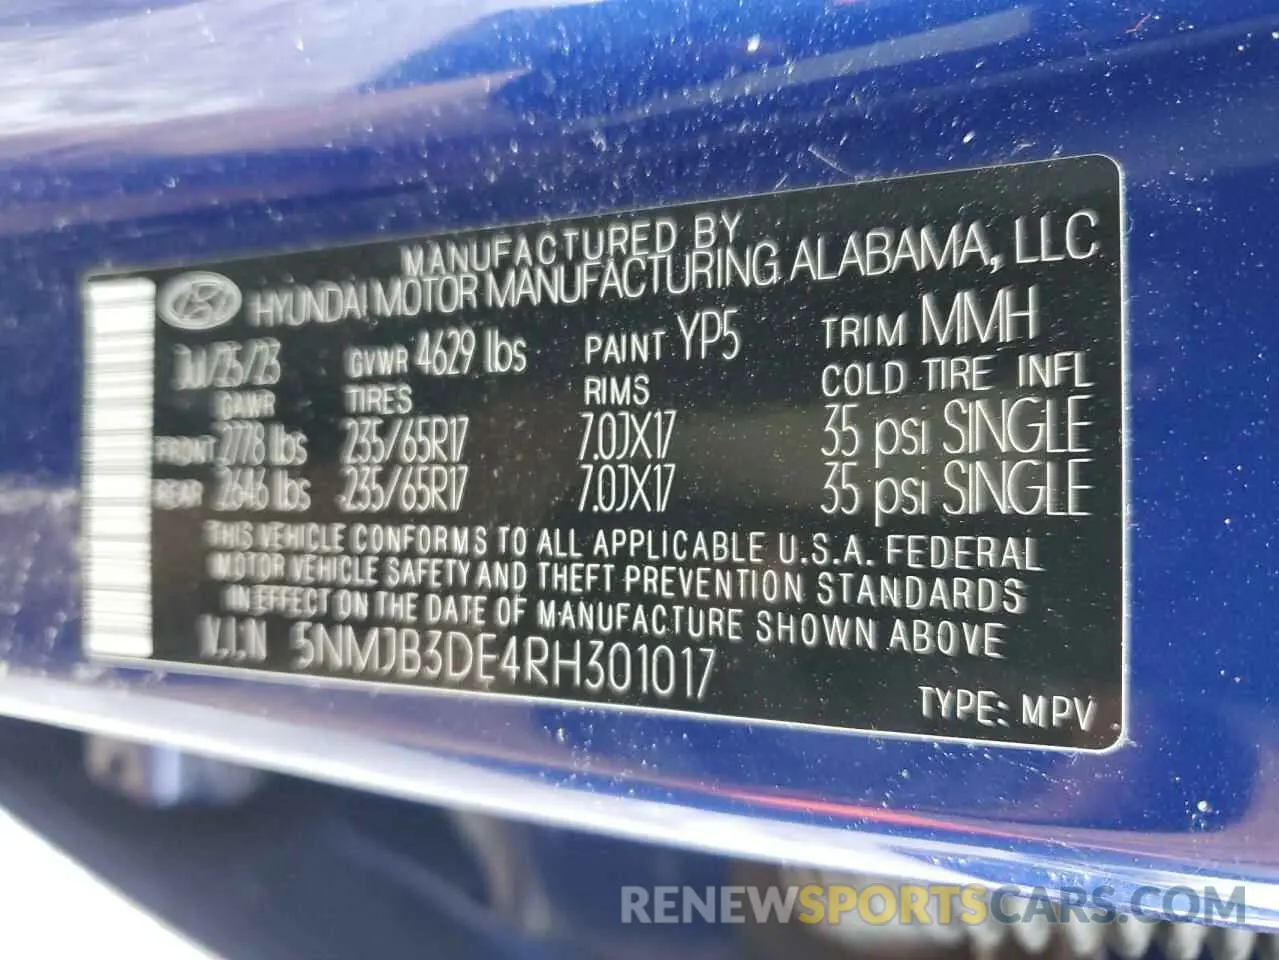 MANUFACTURED BY
HYUNDAI MOTOR MANUFACTURING ALABAMA, LLC
Jul/25/23 GVWR 4629 lbs PAINT YP5 TRIM MMH
GAWR TIRES RIMS COLD TIRE INFL
FRONT 2778 lbs 235/65R17 7.0JX17 35 psi SINGLE
REAR 2646 lbs 235/65R17 7.0JX17 35 psi SINGLE
THIS VEHICLE CONFORMS TO ALL APPLICABLE U.S.A. FEDERAL
MOTOR VEHICLE SAFETY AND THEFT PREVENTION STANDARDS
IN EFFECT ON THE DATE OF MANUFACTURE SHOWN ABOVE
V.I.N 5NMJB3DE4RH301017
TYPE: MPV
RENEWSPORTSCARS.COM